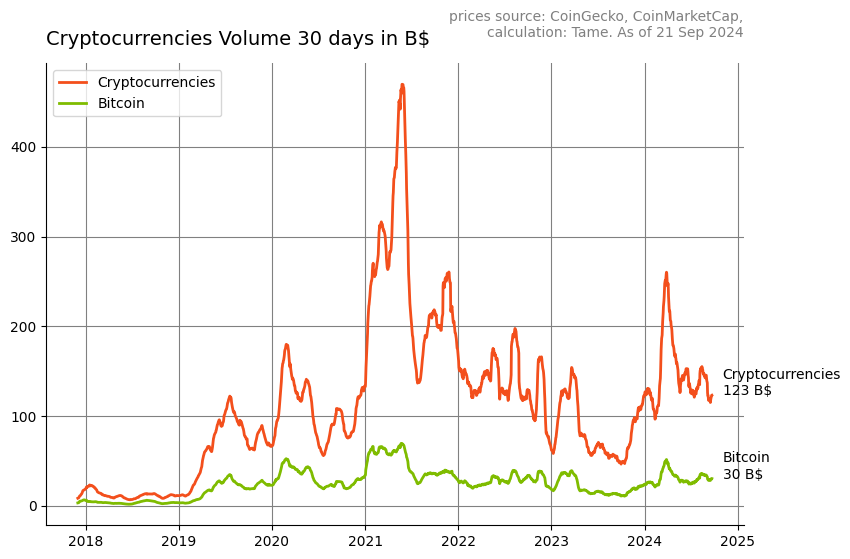 prices source: CoinGecko, CoinMarketCap,
calculation: Tame. As of 21 Sep 2024
Cryptocurrencies Volume 30 days in B$
Cryptocurrencies
Bitcoin
400
300
200
100
0
Cryptocurrencies
123 B$
Bitcoin
30 B$
2018 2019 2020 2021 2022 2023 2024 2025